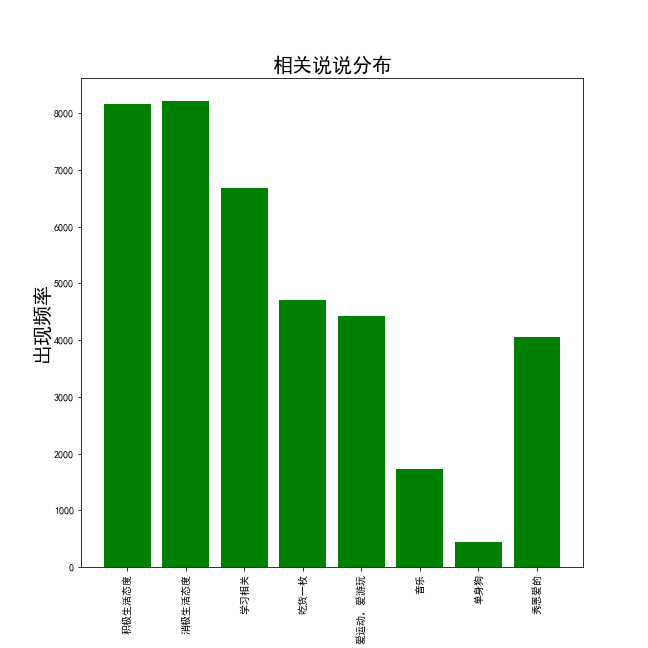 相关说说分布
出现频率
8000
7000
6000
5000
4000
3000
2000
1000
0
积极生活态度
消极生活态度
学习相关
吃货一枚
爱运动，爱游玩
音乐
单身狗
秀恩爱的